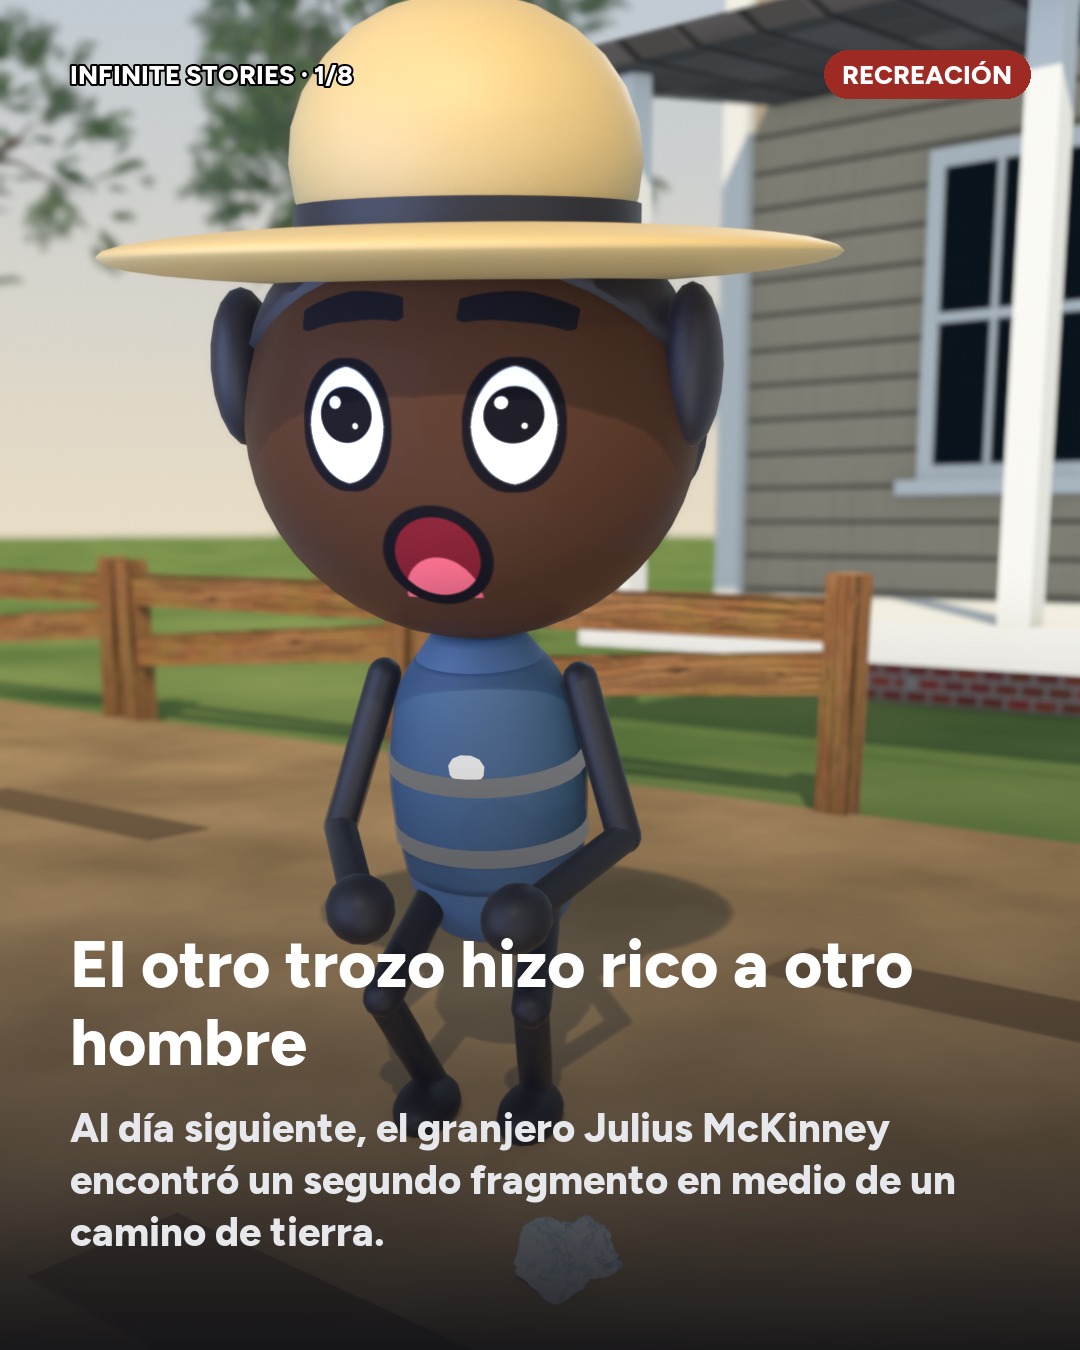 INFINITE STORIES · 1/8
RECREACIÓN
El otro trozo hizo rico a otro
hombre
Al día siguiente, el granjero Julius McKinney
encontró un segundo fragmento en medio de un
camino de tierra.